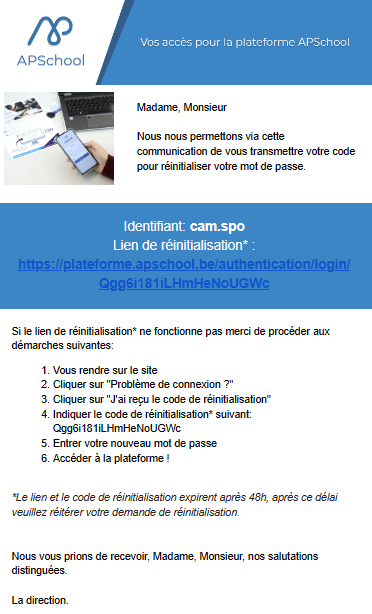 APSchool
Vos accès pour la plateforme APSchool
Madame, Monsieur
Nous nous permettons via cette
communication de vous transmettre votre code
pour réinitialiser votre mot de passe.
Identifiant: cam.spo
Lien de réinitialisation* :
https://plateforme.apschool.be/authentication/login/
Qgg6i181iLHmHeNoUGWc
Si le lien de réinitialisation* ne fonctionne pas merci de procéder aux
démarches suivantes:
1. Vous rendre sur le site
2. Cliquer sur "Problème de connexion ?"
3. Cliquer sur "J'ai reçu le code de réinitialisation"
4. Indiquer le code de réinitialisation* suivant:
Qgg6i181iLHmHeNoUGWc
5. Entrer votre nouveau mot de passe
6. Accéder à la plateforme !
*Le lien et le code de réinitialisation expirent après 48h, après ce délai
veuillez réitérer votre demande de réinitialisation.
Nous vous prions de recevoir, Madame, Monsieur, nos salutations
distinguées.
La direction.